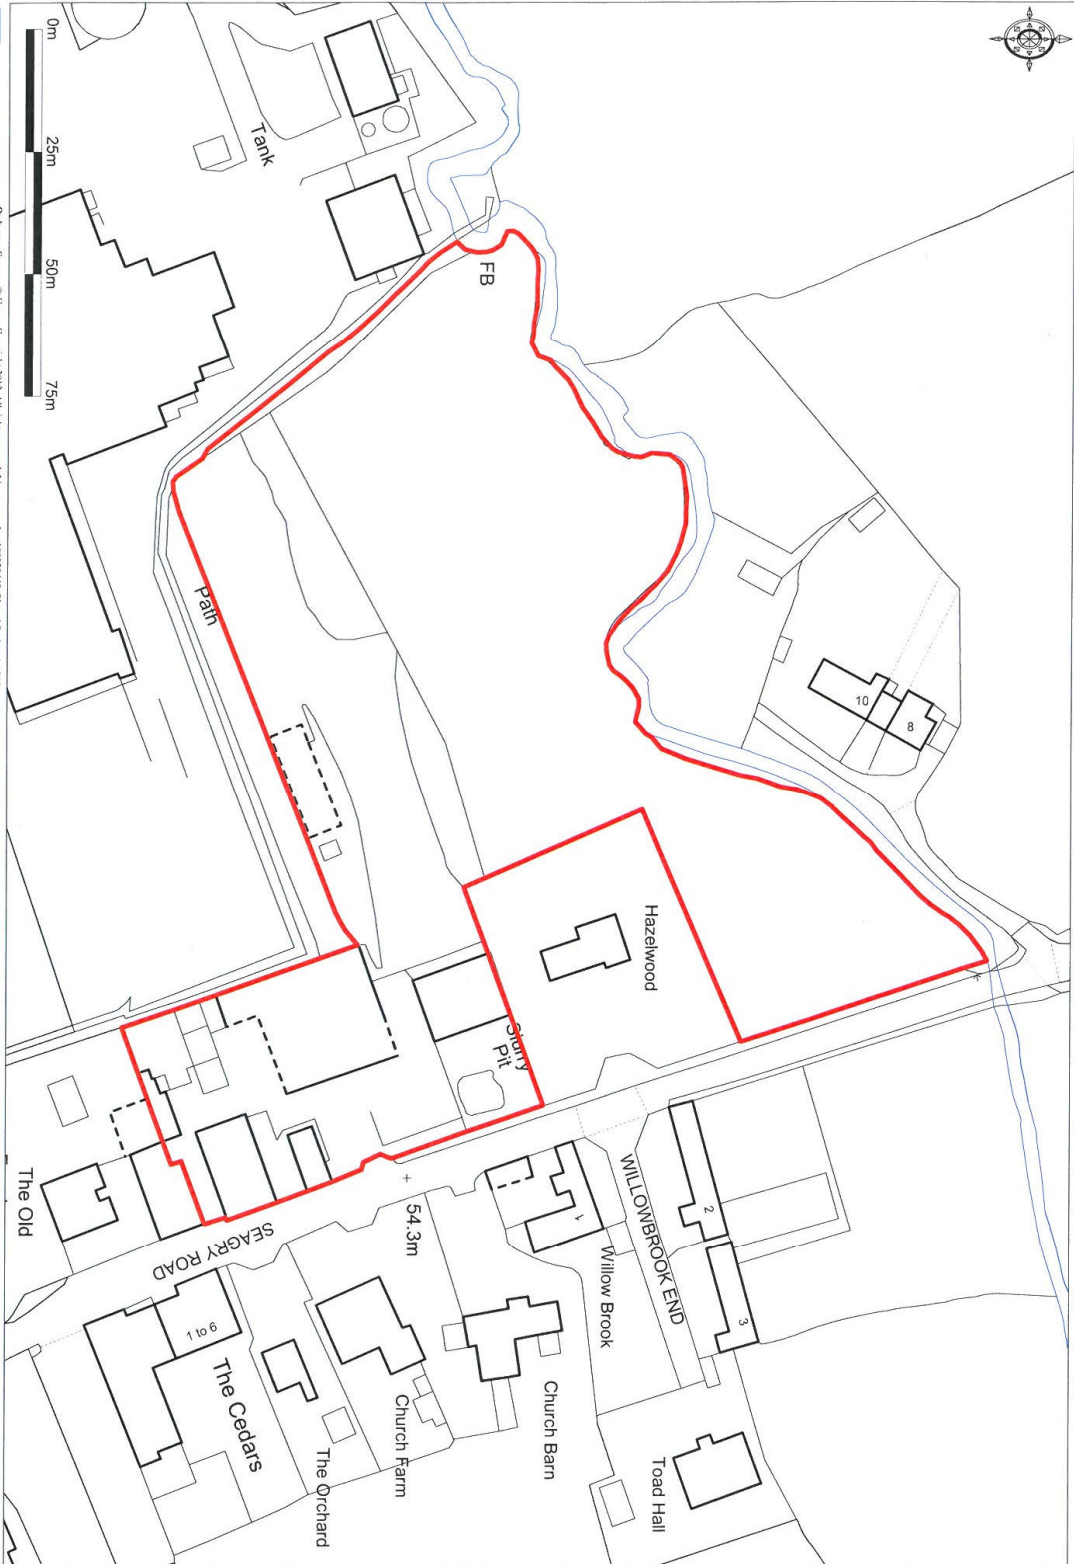 0m
25m
50m
75m
Tank
FB
Path
10
8
Hazelwood
Slurry
Pit
54.3m
SEAGRY ROAD
WILLOWBROOK END
1
2
3
Willow Brook
Church Barn
Toad Hall
Church Farm
The Orchard
The Cedars
1 to 6
The Old